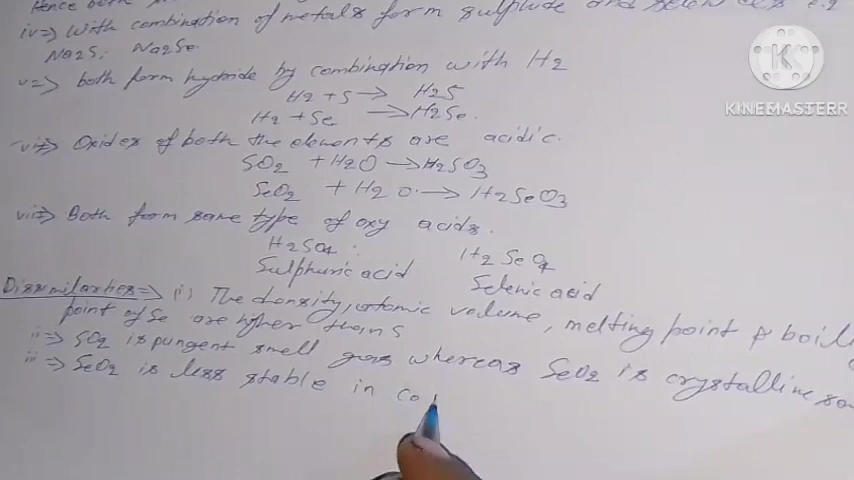 Hence both
iv⇒ With combination of metals form sulphide and
Na2S; Na2Se.
v⇒ both form hydride by combination with H2
H2 + S → H2S
H2 + Se → H2Se.
vi⇒ Oxides of both the elements are acidic.
SO2 + H2O → H2SO3
SeO2 + H2O → H2SeO3
vii⇒ Both form same type of oxy acids.
H2SO4 : H2SeO4
Sulphuric acid Selenic acid
Dissimilarties⇒ (i) The density, atomic volume, melting point & boili
point of Se are higher than S
ii⇒ SO2 is pungent smell gas whereas SeO2 is crystalline so
iii⇒ SeO2 is less stable in co
KINEMASTERR
K